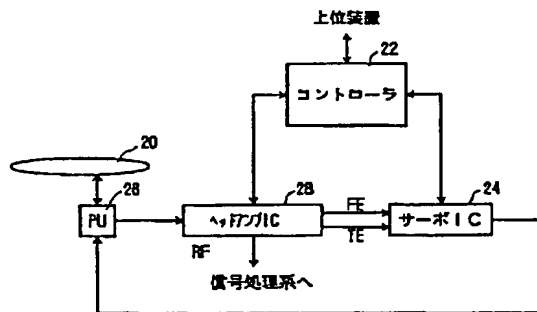 上位装置
22
コントローラ
20
28
PU
28
ヘッドアンプIC
FE
TE
24
サーボIC
RF
信号処理系へ